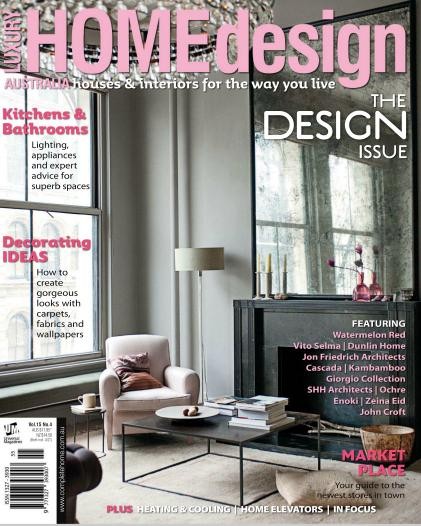 LUXURY
HOMEdesign
AUSTRALIA houses & interiors for the way you live
THE
DESIGN
ISSUE
Kitchens &
Bathrooms
Lighting,
appliances
and expert
advice for
superb spaces
Decorating
IDEAS
How to
create
gorgeous
looks with
carpets,
fabrics and
wallpapers
FEATURING
Watermelon Red
Vito Selma | Dunlin Home
Jon Friedrich Architects
Cascada | Kambamboo
Giorgio Collection
SHH Architects | Ochre
Enoki | Zeina Eid
John Croft
MARKET
PLACE
Your guide to the
newest stores in town
PLUS HEATING & COOLING | HOME ELEVATORS | IN FOCUS
Vol.15 No.4
www.completehome.com.au